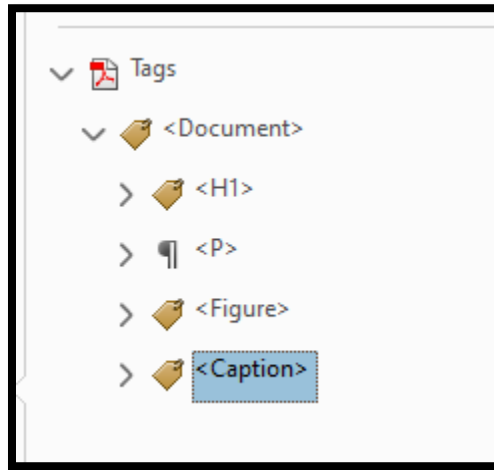 Tags
<Document>
<H1>
<P>
<Figure>
<Caption>